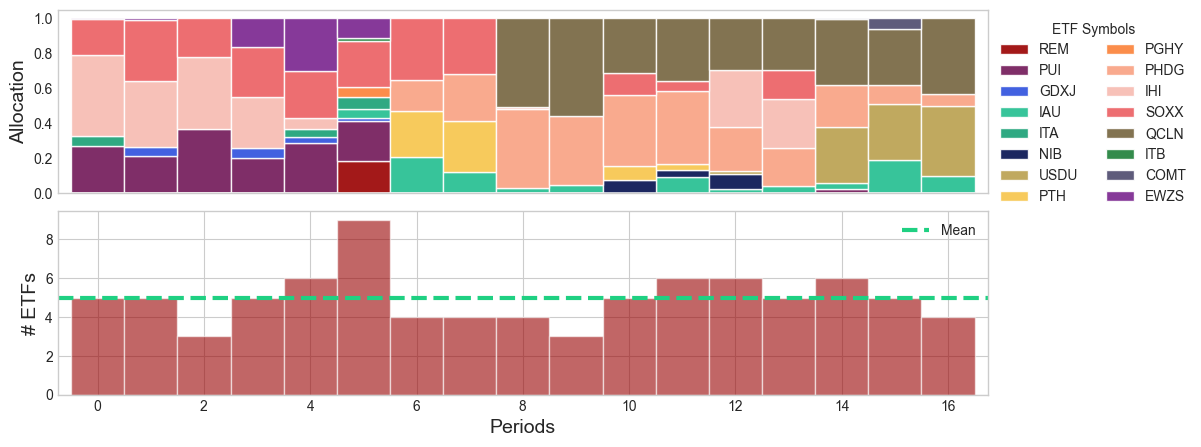 1.0
0.8
0.6
0.4
0.2
0.0
Allocation
ETF Symbols
REM
PUI
GDXJ
IAU
ITA
NIB
USDU
PTH
PGHY
PHDG
IHI
SOXX
QCLN
ITB
COMT
EWZS
8
6
4
2
0
# ETFs
Mean
0 2 4 6 8 10 12 14 16
Periods